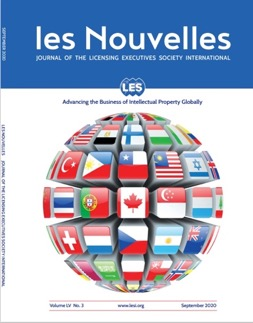 SEPTEMBER 2020
LES NOUVELLES
JOURNAL OF THE LICENSING EXECUTIVES SOCIETY INTERNATIONAL
les Nouvelles
JOURNAL OF THE LICENSING EXECUTIVES SOCIETY INTERNATIONAL
LES
Advancing the Business of Intellectual Property Globally
Volume LV No. 3
www.lesi.org
September 2020